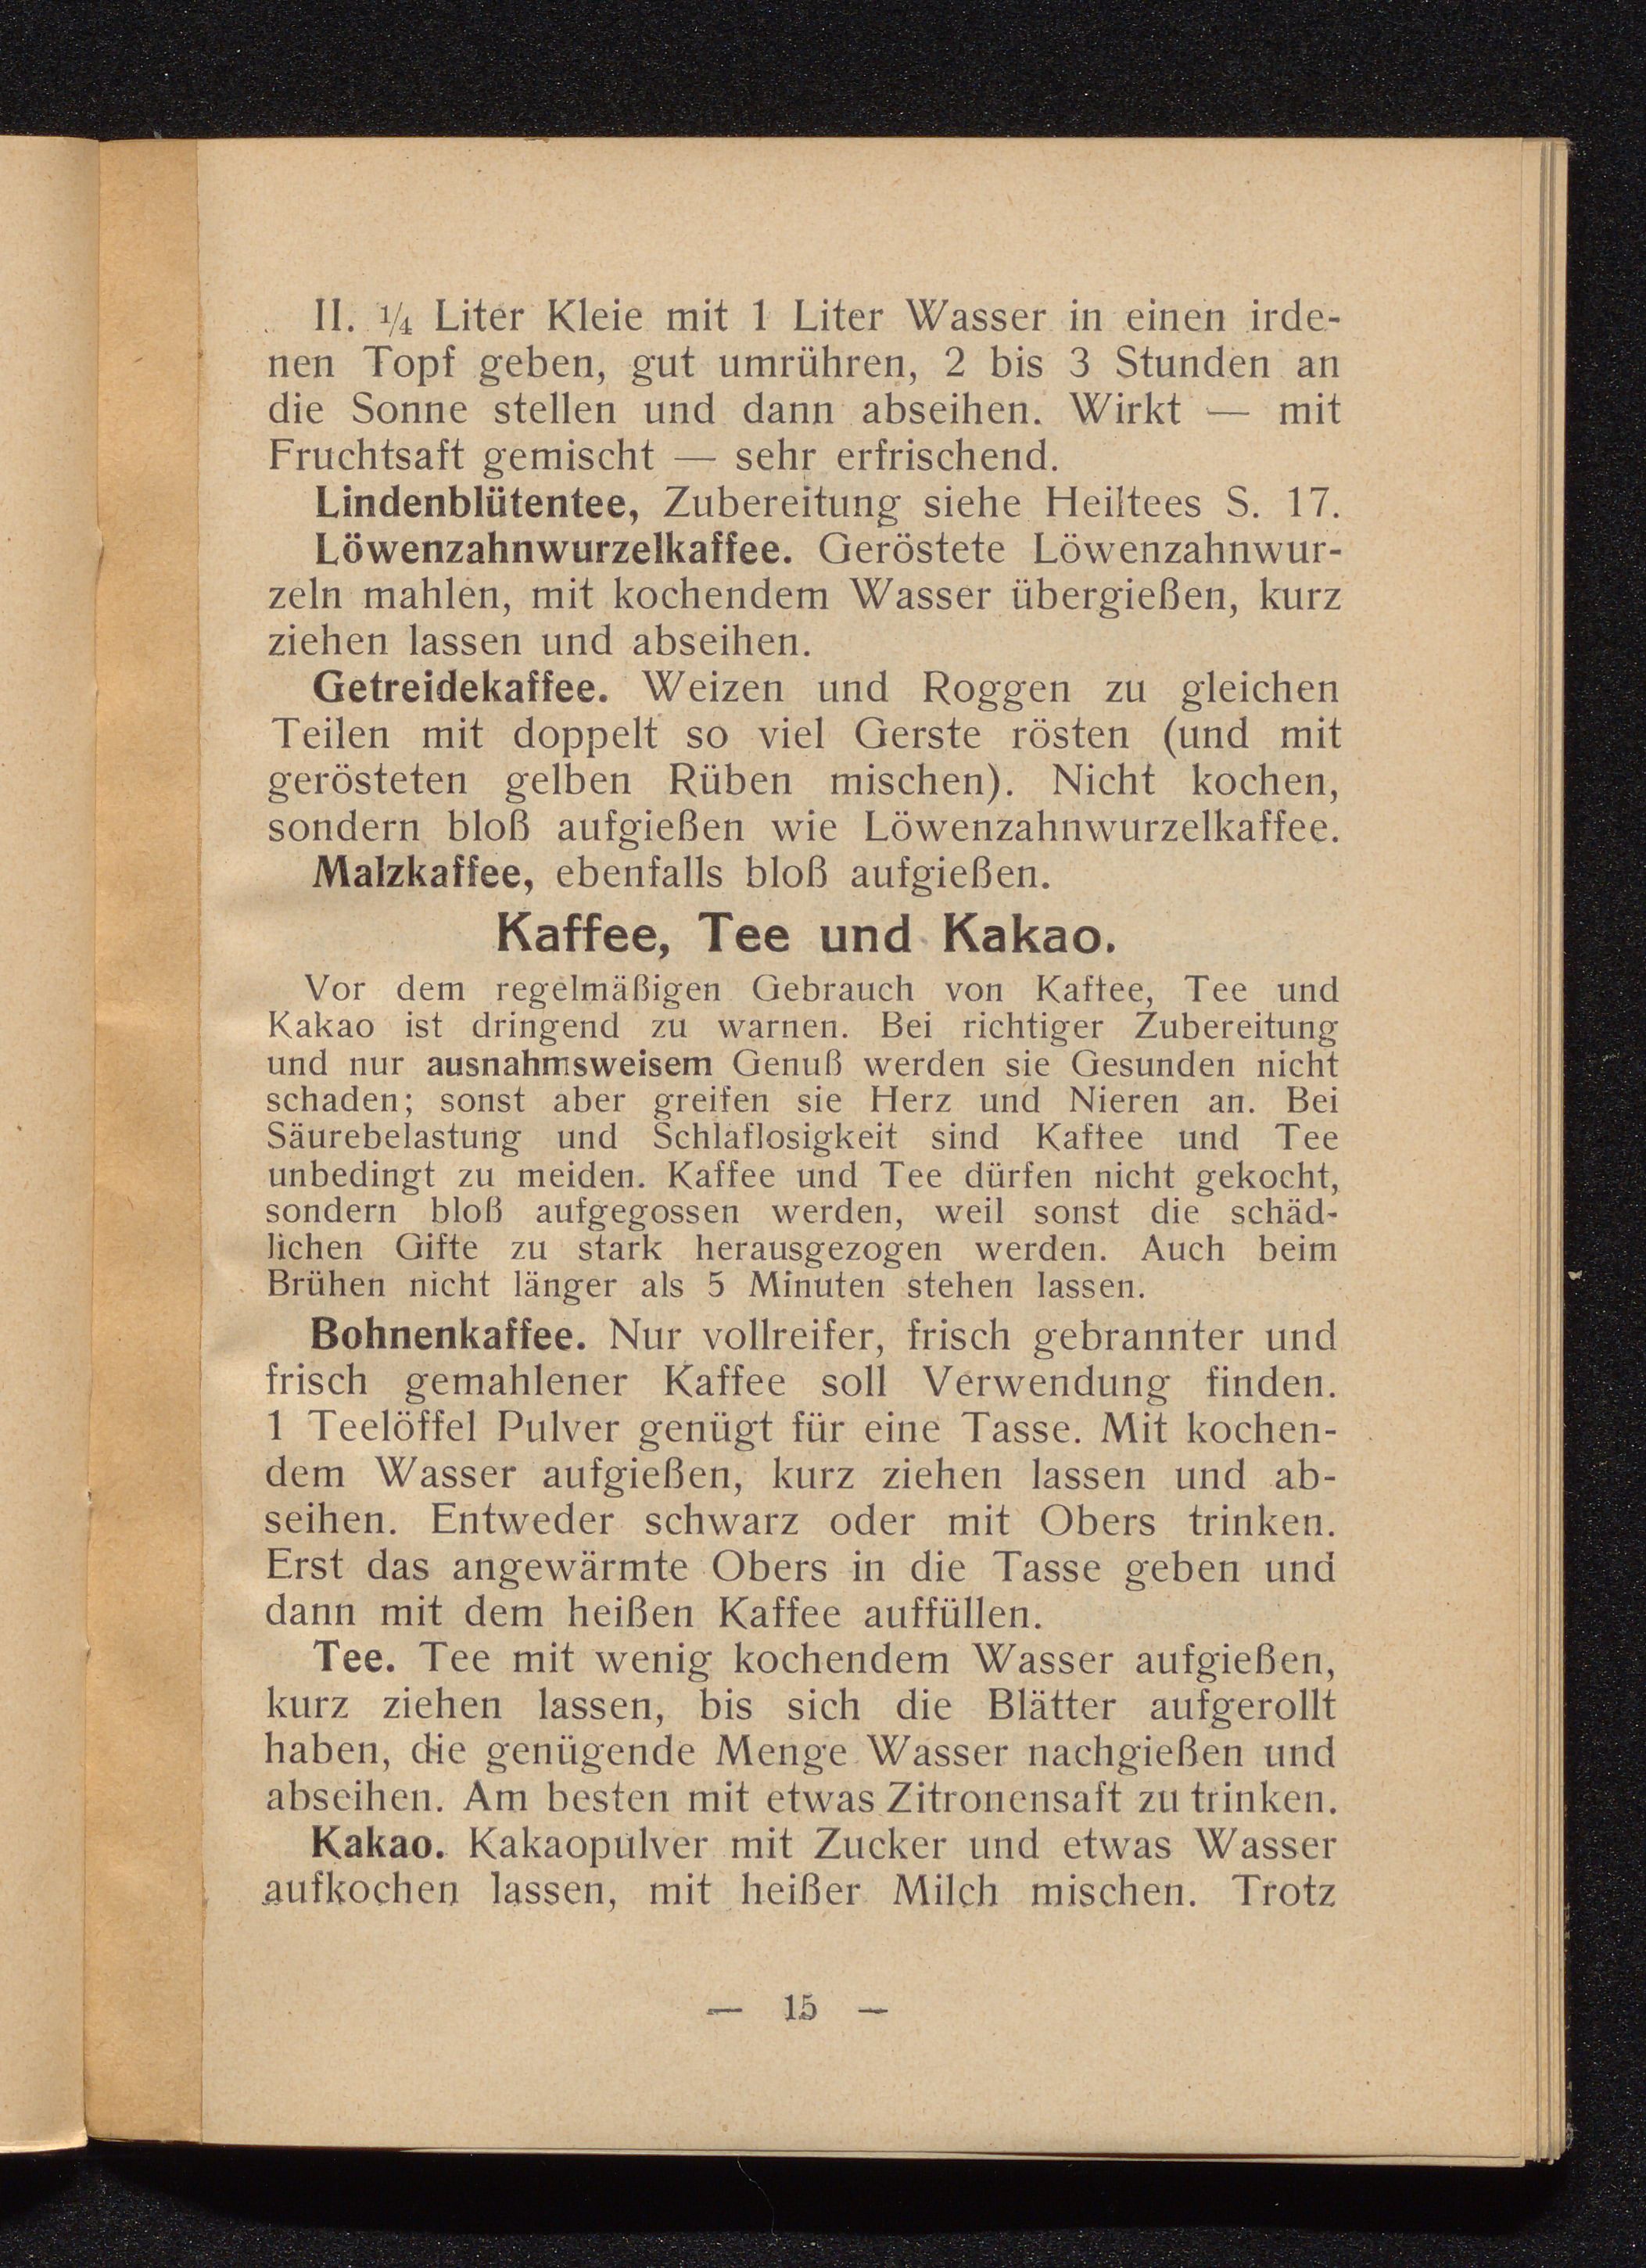 II. 1/4 Liter Kleie mit 1 Liter Wasser in einen irde-
nen Topf geben, gut umrühren, 2 bis 3 Stunden an
die Sonne stellen und dann abseihen. Wirkt — mit
Fruchtsaft gemischt — sehr erfrischend.
Lindenblütentee, Zubereitung siehe Heiltees S. 17.
Löwenzahnwurzelkaffee. Geröstete Löwenzahnwur-
zeln mahlen, mit kochendem Wasser übergießen, kurz
ziehen lassen und abseihen.
Getreidekaffee. Weizen und Roggen zu gleichen
Teilen mit doppelt so viel Gerste rösten (und mit
gerösteten gelben Rüben mischen). Nicht kochen,
sondern bloß aufgießen wie Löwenzahnwurzelkaffee.
Malzkaffee, ebenfalls bloß aufgießen.
Kaffee, Tee und Kakao.
Vor dem regelmäßigen Gebrauch von Kaffee, Tee und
Kakao ist dringend zu warnen. Bei richtiger Zubereitung
und nur ausnahmsweisem Genuß werden sie Gesunden nicht
schaden; sonst aber greifen sie Herz und Nieren an. Bei
Säurebelastung und Schlaflosigkeit sind Kaffee und Tee
unbedingt zu meiden. Kaffee und Tee dürfen nicht gekocht,
sondern bloß aufgegossen werden, weil sonst die schäd-
lichen Gifte zu stark herausgezogen werden. Auch beim
Brühen nicht länger als 5 Minuten stehen lassen.
Bohnenkaffee. Nur vollreifer, frisch gebrannter und
frisch gemahlener Kaffee soll Verwendung finden.
1 Teelöffel Pulver genügt für eine Tasse. Mit kochen-
dem Wasser aufgießen, kurz ziehen lassen und ab-
seihen. Entweder schwarz oder mit Obers trinken.
Erst das angewärmte Obers in die Tasse geben und
dann mit dem heißen Kaffee auffüllen.
Tee. Tee mit wenig kochendem Wasser aufgießen,
kurz ziehen lassen, bis sich die Blätter aufgerollt
haben, die genügende Menge Wasser nachgießen und
abseihen. Am besten mit etwas Zitronensaft zu trinken.
Kakao. Kakaopulver mit Zucker und etwas Wasser
aufkochen lassen, mit heißer Milch mischen. Trotz
— 15 —